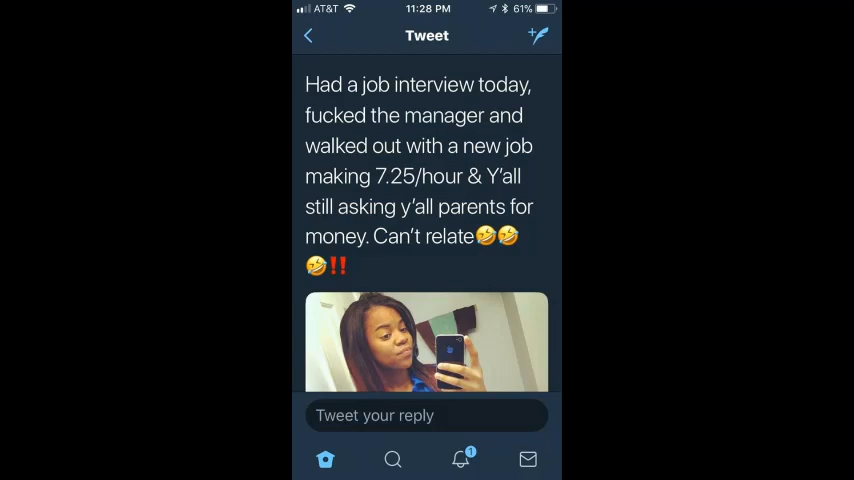 AT&T 11:28 PM 61%
Tweet
Had a job interview today,
fucked the manager and
walked out with a new job
making 7.25/hour & Y'all
still asking y'all parents for
money. Can't relate🤣🤣
🤣‼️
Tweet your reply
1